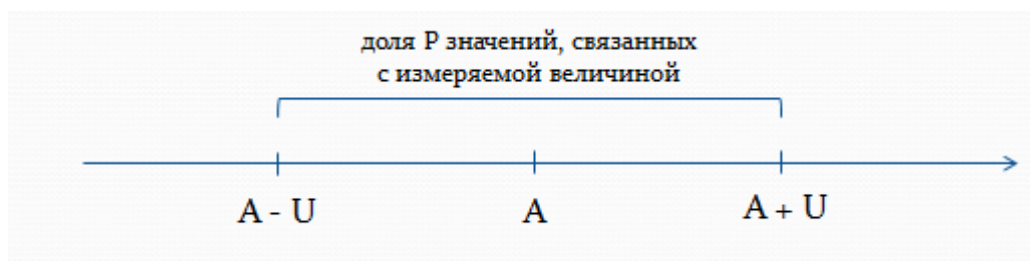 доля P значений, связанных
с измеряемой величиной
A - U A A + U